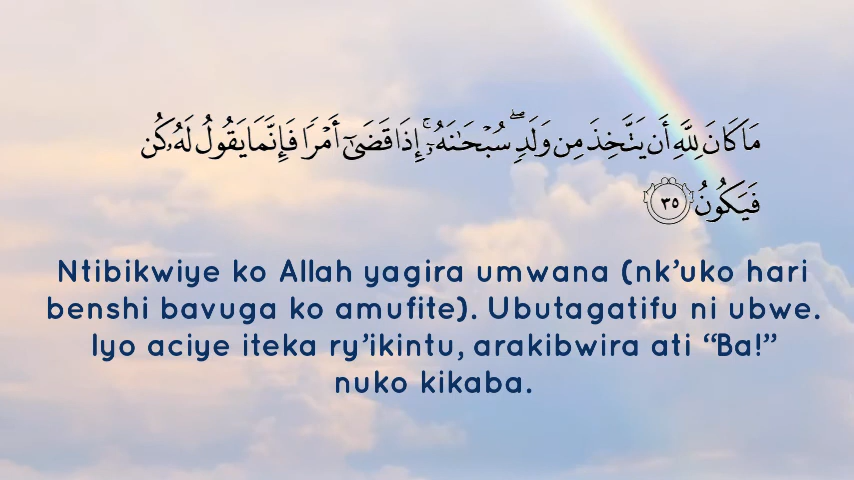 مَا كَانَ لِلَّهِ أَن يَتَّخِذَ مِن وَلَدٍۖ سُبۡحَٰنَهُۥٓۚ إِذَا قَضَىٰٓ أَمۡرٗا فَإِنَّمَا يَقُولُ لَهُۥ كُن
فَيَكُونُ ٣٥
Ntibikwiye ko Allah yagira umwana (nk’uko hari
benshi bavuga ko amufite). Ubutagatifu ni ubwe.
Iyo aciye iteka ry’ikintu, arakibwira ati “Ba!”
nuko kikaba.